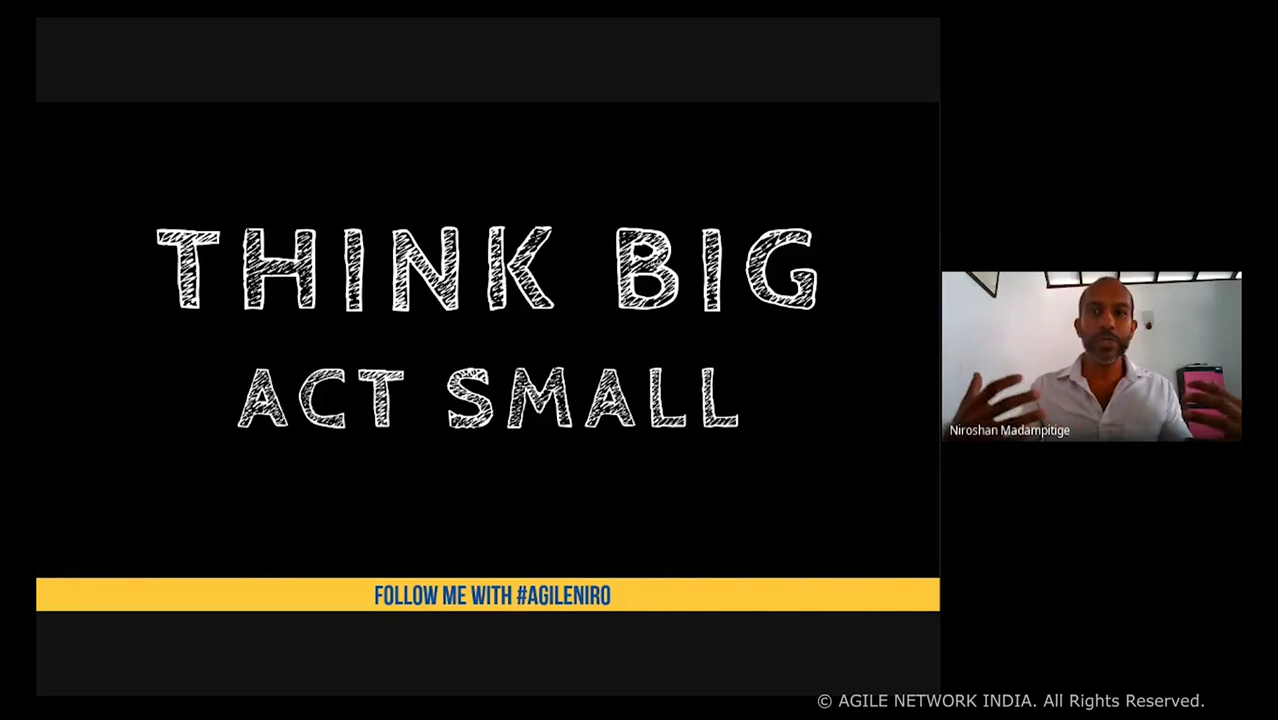 THINK BIG
ACT SMALL
FOLLOW ME WITH #AGILENIRO
Niroshan Madampitige
© AGILE NETWORK INDIA. All Rights Reserved.